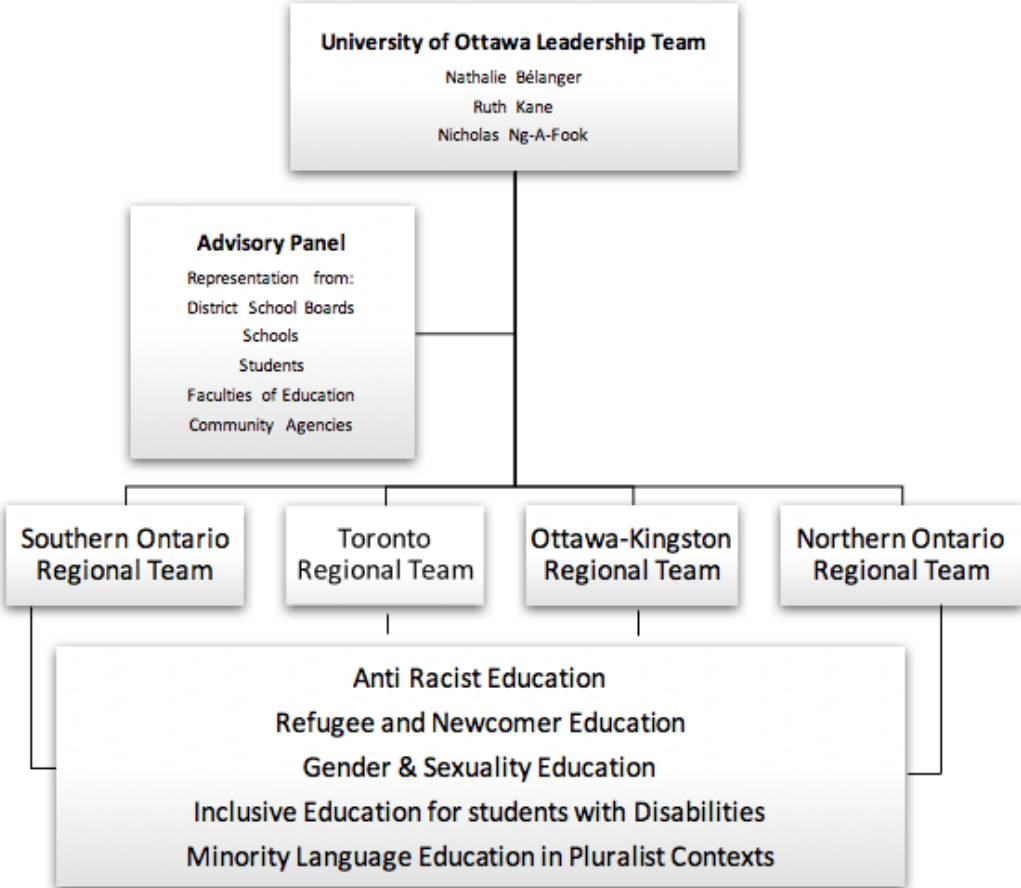 University of Ottawa Leadership Team
Nathalie Bélanger
Ruth Kane
Nicholas Ng-A-Fook
Advisory Panel
Representation from:
District School Boards
Schools
Students
Faculties of Education
Community Agencies
Southern Ontario
Regional Team
Toronto
Regional Team
Ottawa-Kingston
Regional Team
Northern Ontario
Regional Team
Anti Racist Education
Refugee and Newcomer Education
Gender & Sexuality Education
Inclusive Education for students with Disabilities
Minority Language Education in Pluralist Contexts